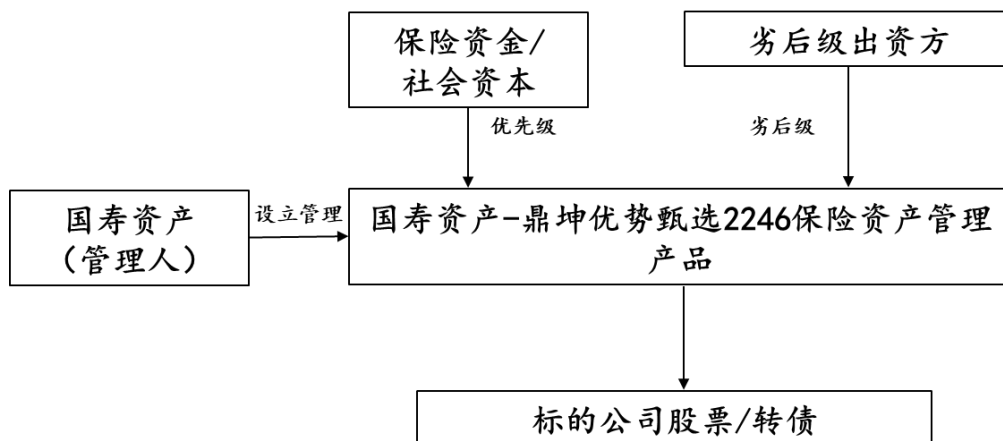 保险资金/
社会资本
劣后级出资方
优先级
劣后级
国寿资产
（管理人）
设立管理
国寿资产-鼎坤优势甄选2246保险资产管理
产品
标的公司股票/转债